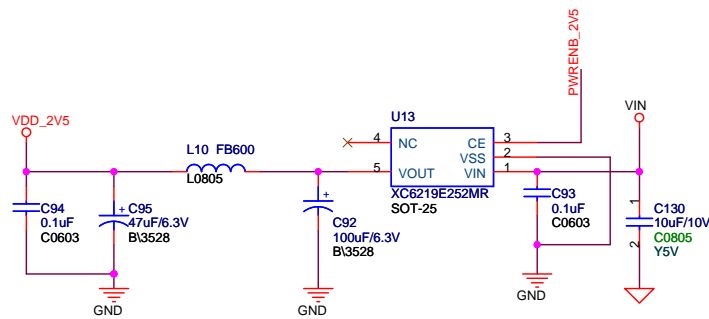 PWRENB_2V5
VDD_2V5
U13
VIN
L10 FB600
4 NC CE 3
VSS 2
5 VOUT VIN 1
L0805
XC6219E252MR
SOT-25
C94
0.1uF
C0603
+
C95
47uF/6.3V
B\3528
+
C92
100uF/6.3V
B\3528
C93
0.1uF
C0603
1
C130
10uF/10V
C0805
2
Y5V
GND
GND
GND